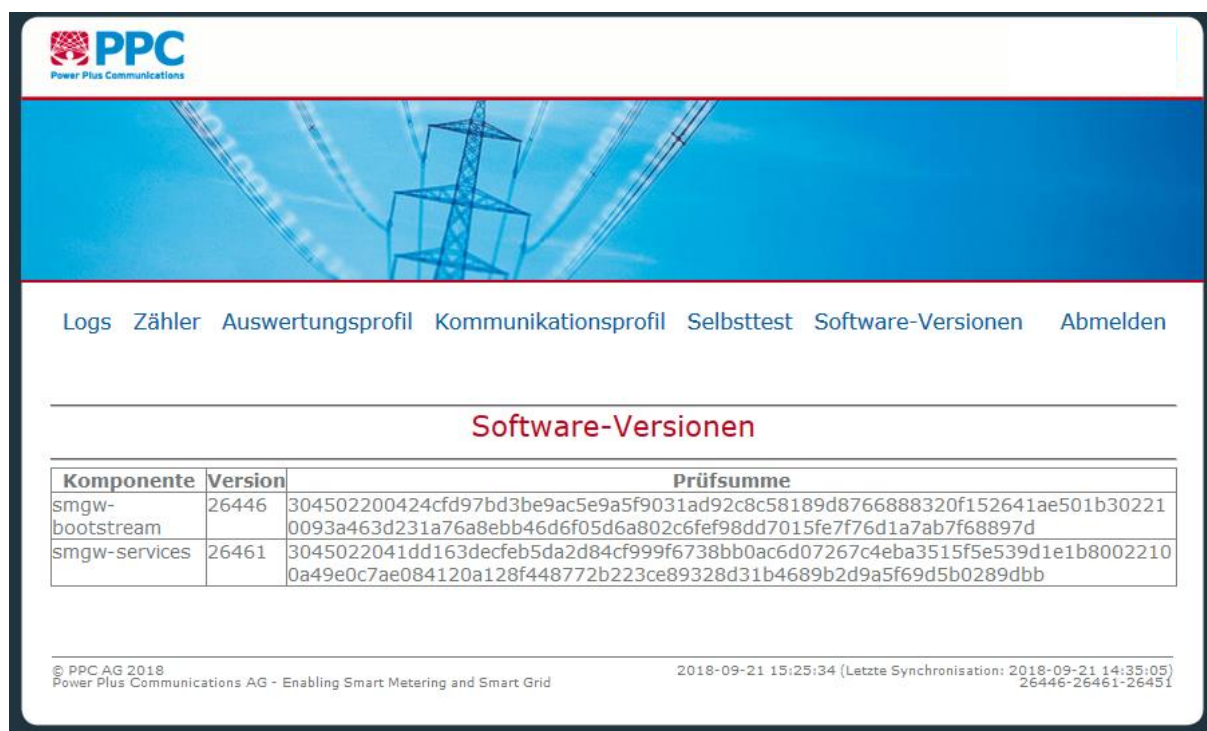 PPC
Power Plus Communications
Logs Zähler Auswertungsprofil Kommunikationsprofil Selbsttest Software-Versionen Abmelden
Software-Versionen
Komponente Version Prüfsumme
smgw- 26446 304502200424cfd97bd3be9ac5e9a5f9031ad92c8c58189d8766888320f152641ae501b30221
bootstream 0093a463d231a76a8ebb46d6f05d6a802c6fef98dd7015fe7f76d1a7ab7f68897d
smgw-services 26461 3045022041dd163decfeb5da2d84cf999f6738bb0ac6d07267c4eba3515f5e539d1e1b8002210
0a49e0c7ae084120a128f448772b223ce89328d31b4689b2d9a5f69d5b0289dbb
© PPC AG 2018
Power Plus Communications AG - Enabling Smart Metering and Smart Grid
2018-09-21 15:25:34 (Letzte Synchronisation: 2018-09-21 14:35:05)
26446-26461-26451